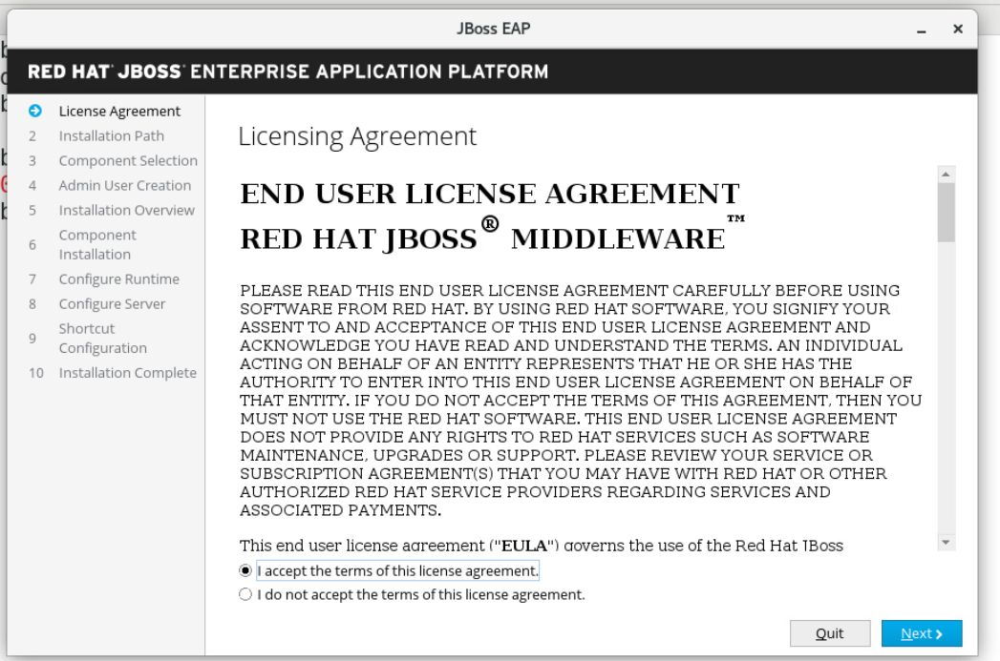 JBoss EAP
RED HAT® JBOSS® ENTERPRISE APPLICATION PLATFORM
License Agreement
2 Installation Path
3 Component Selection
4 Admin User Creation
5 Installation Overview
6 Component
Installation
7 Configure Runtime
8 Configure Server
9 Shortcut
Configuration
10 Installation Complete
Licensing Agreement
END USER LICENSE AGREEMENT
RED HAT JBOSS® MIDDLEWARE™
PLEASE READ THIS END USER LICENSE AGREEMENT CAREFULLY BEFORE USING
SOFTWARE FROM RED HAT. BY USING RED HAT SOFTWARE, YOU SIGNIFY YOUR
ASSENT TO AND ACCEPTANCE OF THIS END USER LICENSE AGREEMENT AND
ACKNOWLEDGE YOU HAVE READ AND UNDERSTAND THE TERMS. AN INDIVIDUAL
ACTING ON BEHALF OF AN ENTITY REPRESENTS THAT HE OR SHE HAS THE
AUTHORITY TO ENTER INTO THIS END USER LICENSE AGREEMENT ON BEHALF OF
THAT ENTITY. IF YOU DO NOT ACCEPT THE TERMS OF THIS AGREEMENT, THEN YOU
MUST NOT USE THE RED HAT SOFTWARE. THIS END USER LICENSE AGREEMENT
DOES NOT PROVIDE ANY RIGHTS TO RED HAT SERVICES SUCH AS SOFTWARE
MAINTENANCE, UPGRADES OR SUPPORT. PLEASE REVIEW YOUR SERVICE OR
SUBSCRIPTION AGREEMENT(S) THAT YOU MAY HAVE WITH RED HAT OR OTHER
AUTHORIZED RED HAT SERVICE PROVIDERS REGARDING SERVICES AND
ASSOCIATED PAYMENTS.
This end user license agreement ("EULA") governs the use of the Red Hat JBoss
I accept the terms of this license agreement.
I do not accept the terms of this license agreement.
Quit
Next